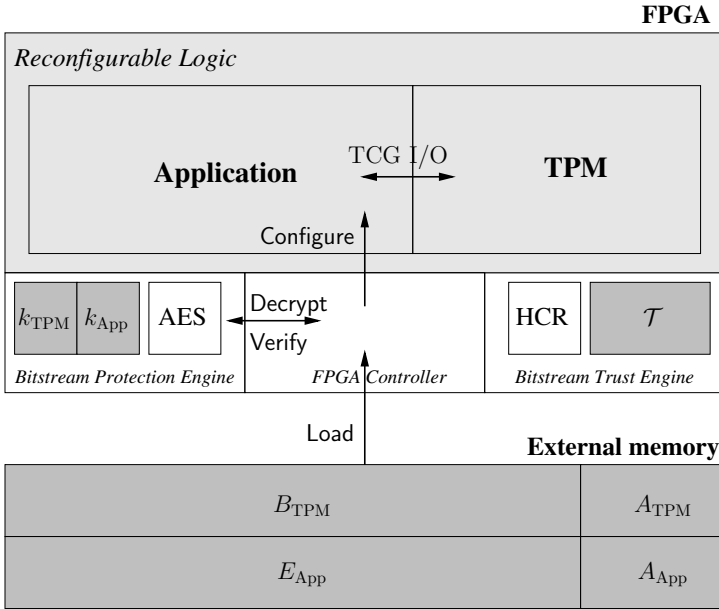 FPGA
Reconfigurable Logic
TCG I/O
Application
TPM
Configure
k_TPM k_App AES
Decrypt
Verify
HCR 𝒯
Bitstream Protection Engine
FPGA Controller
Bitstream Trust Engine
Load
External memory
B_TPM A_TPM
E_App A_App